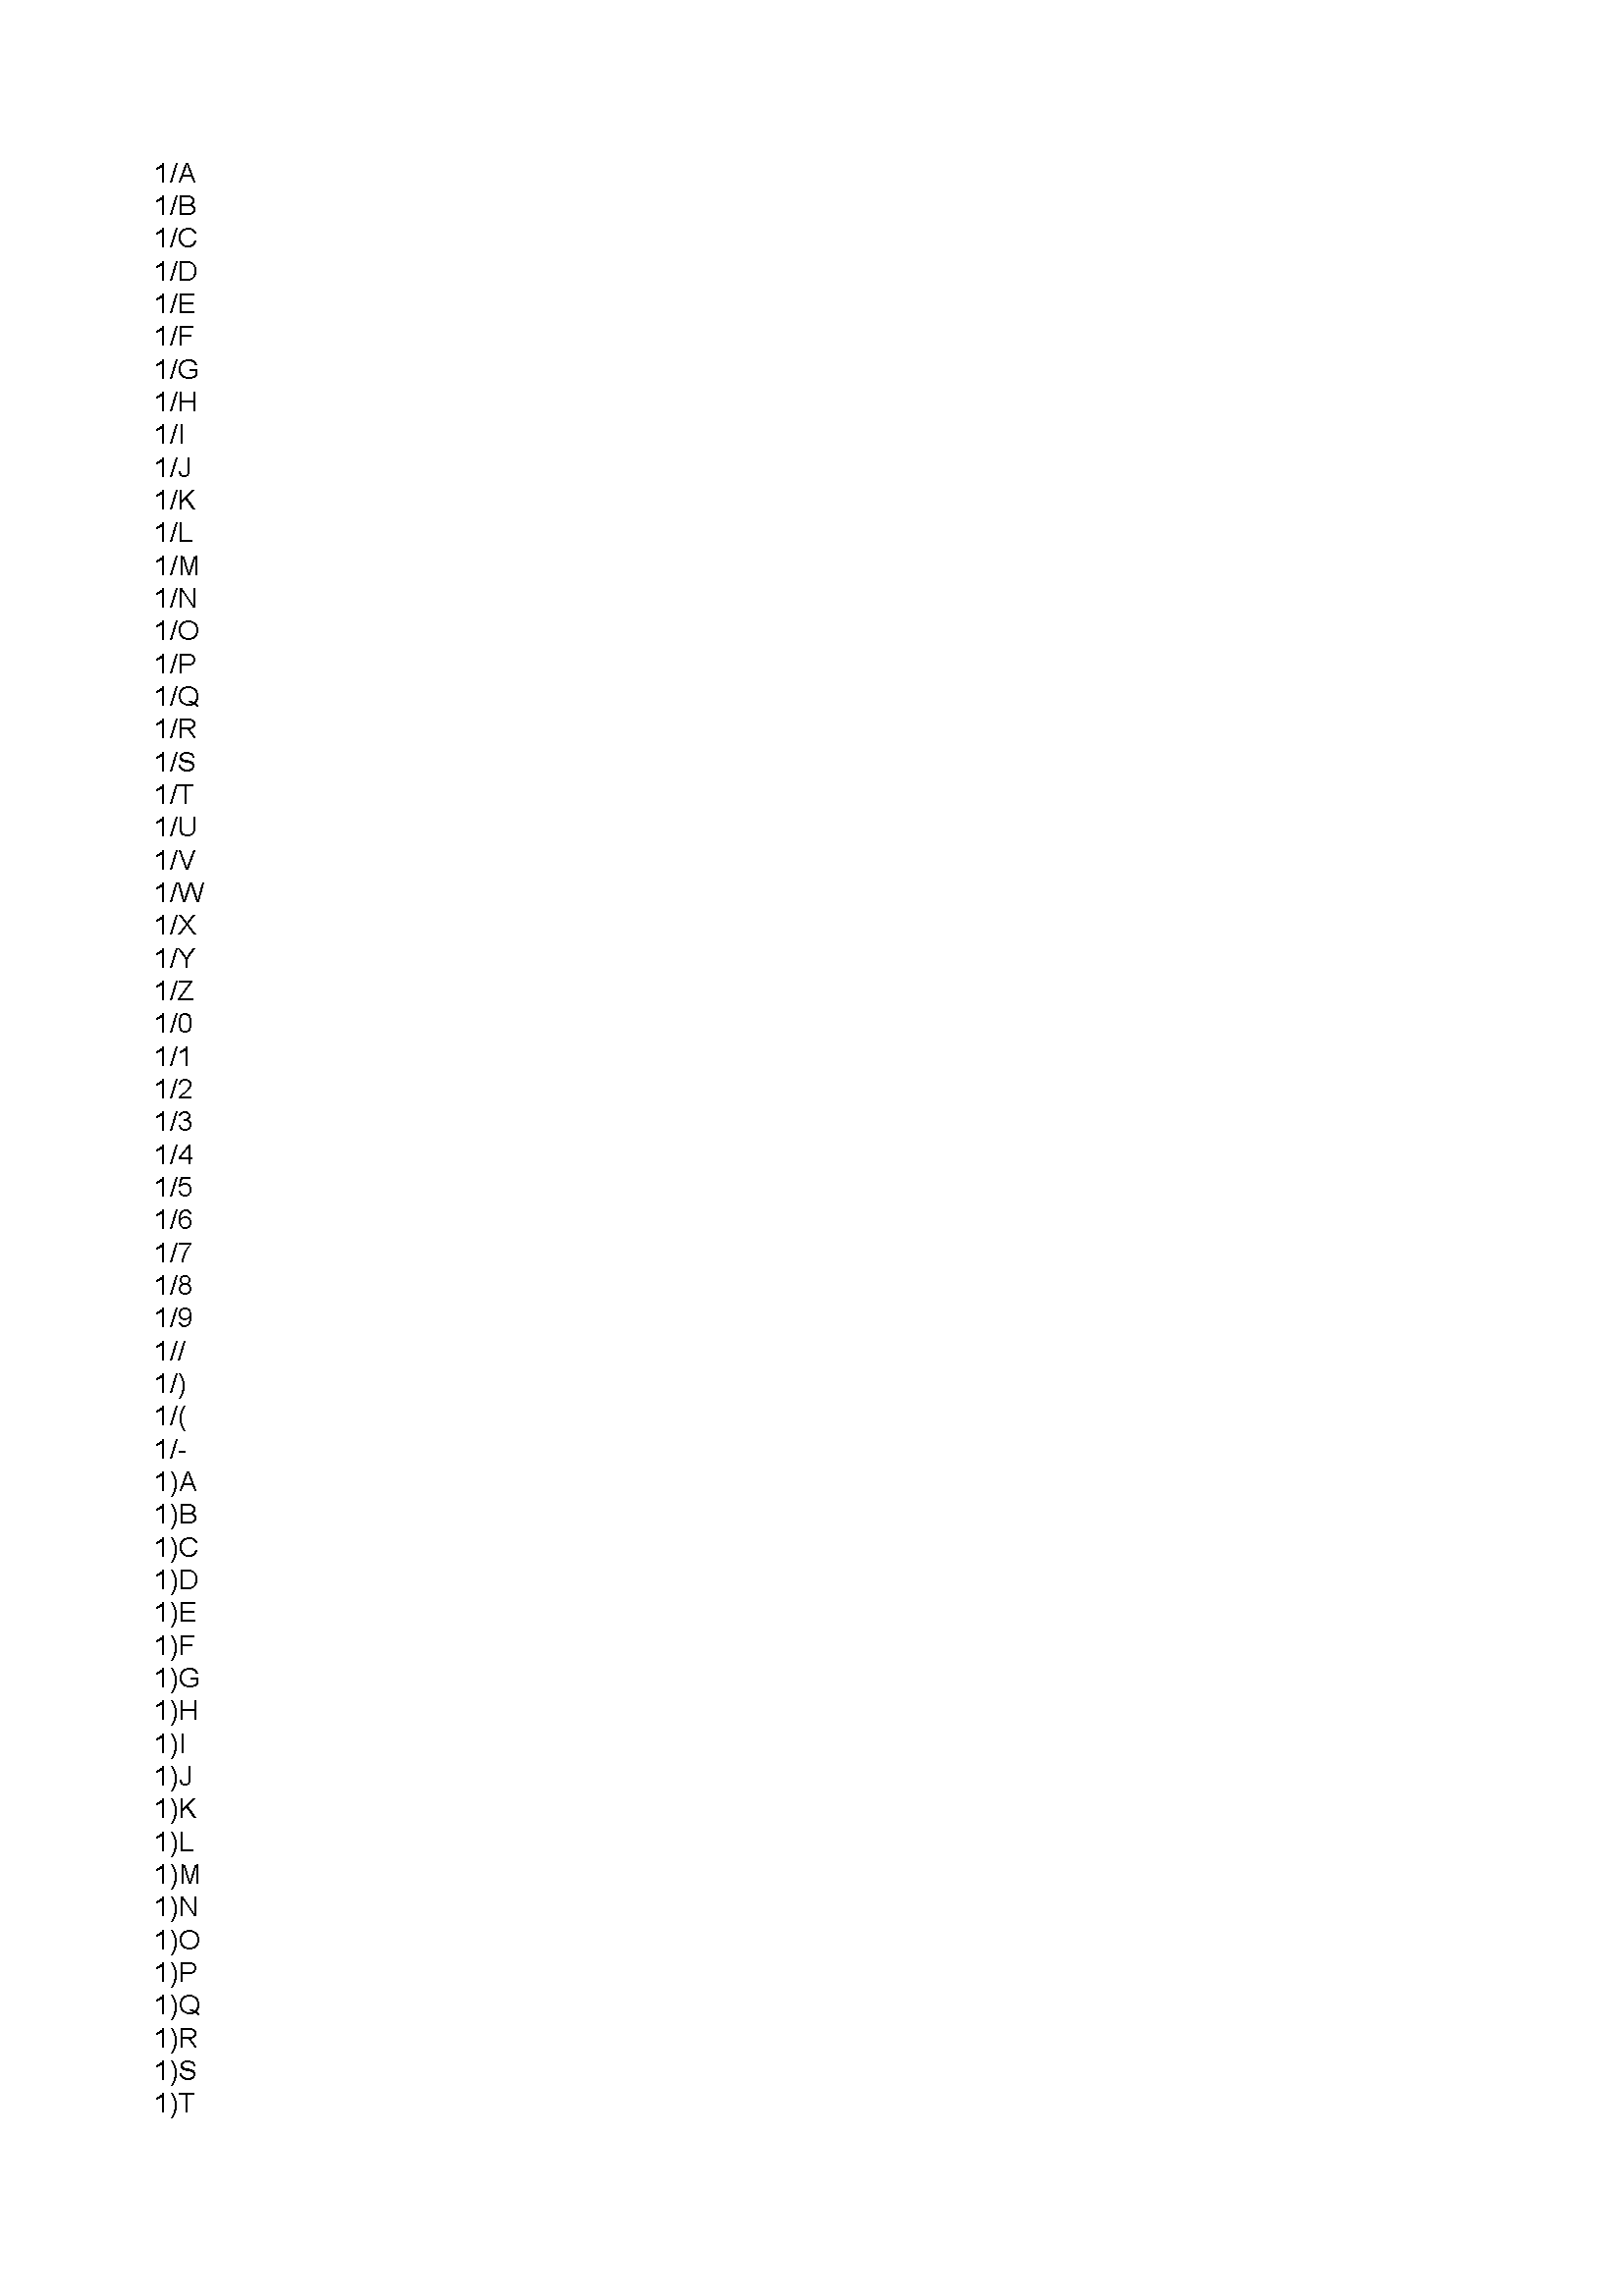 1/A
1/B
1/C
1/D
1/E
1/F
1/G
1/H
1/I
1/J
1/K
1/L
1/M
1/N
1/O
1/P
1/Q
1/R
1/S
1/T
1/U
1/V
1/W
1/X
1/Y
1/Z
1/0
1/1
1/2
1/3
1/4
1/5
1/6
1/7
1/8
1/9
1//
1/)
1/(
1/-
1)A
1)B
1)C
1)D
1)E
1)F
1)G
1)H
1)I
1)J
1)K
1)L
1)M
1)N
1)O
1)P
1)Q
1)R
1)S
1)T